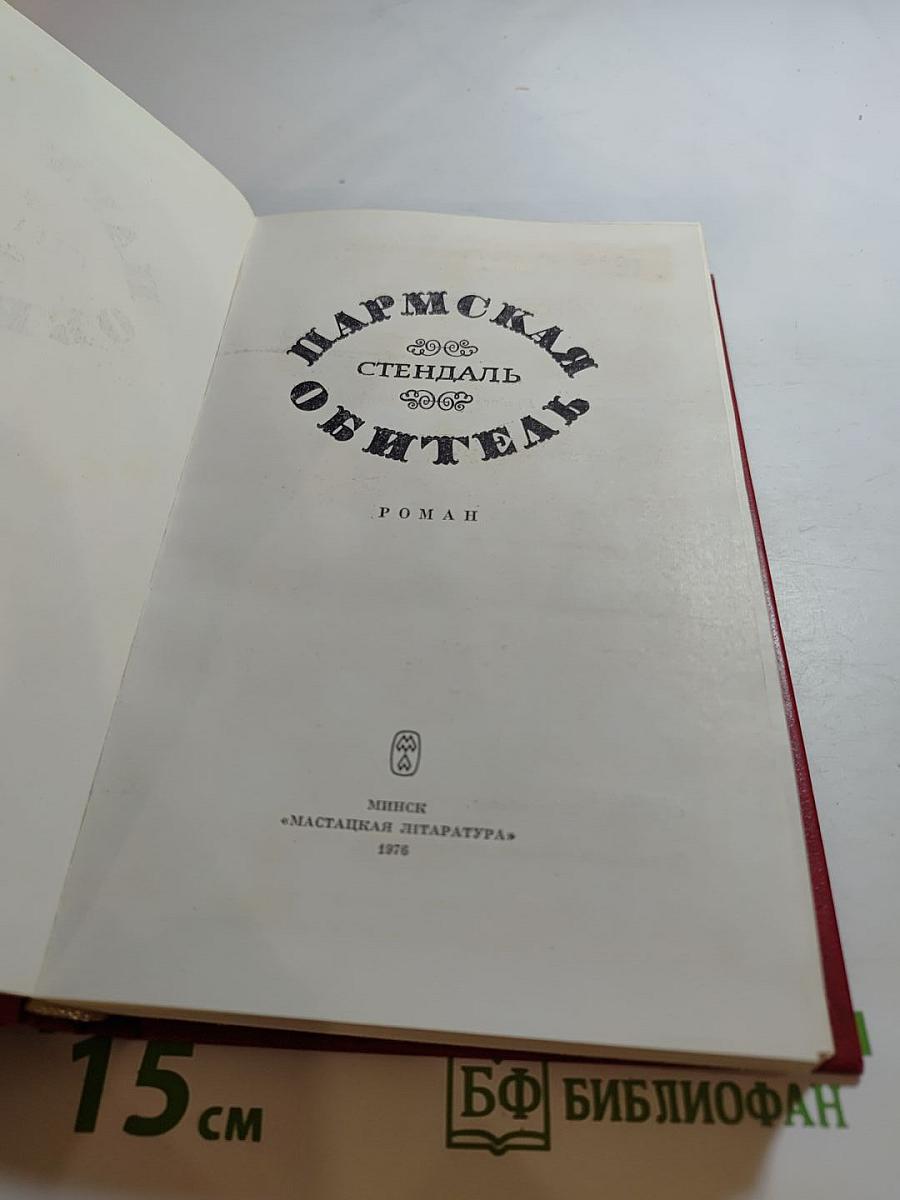 ПАРМСКАЯ
СТЕНДАЛЬ
ОБИТЕЛЬ
РОМАН
МИНСК
«МАСТАЦКАЯ ЛІТАРАТУРА»
1976
15 см
БФ БИБЛИОФАН